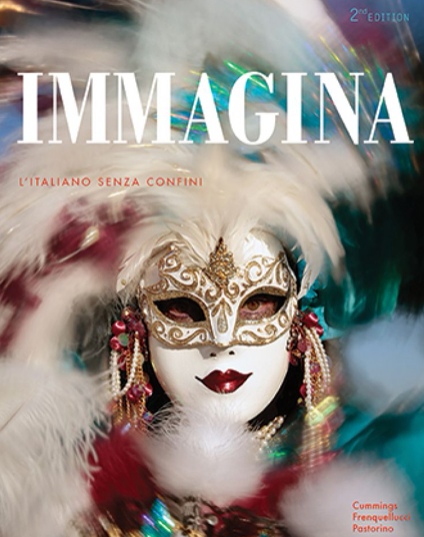 2nd EDITION
IMMAGINA
L'ITALIANO SENZA CONFINI
Cummings
Frenquellucci
Pastorino